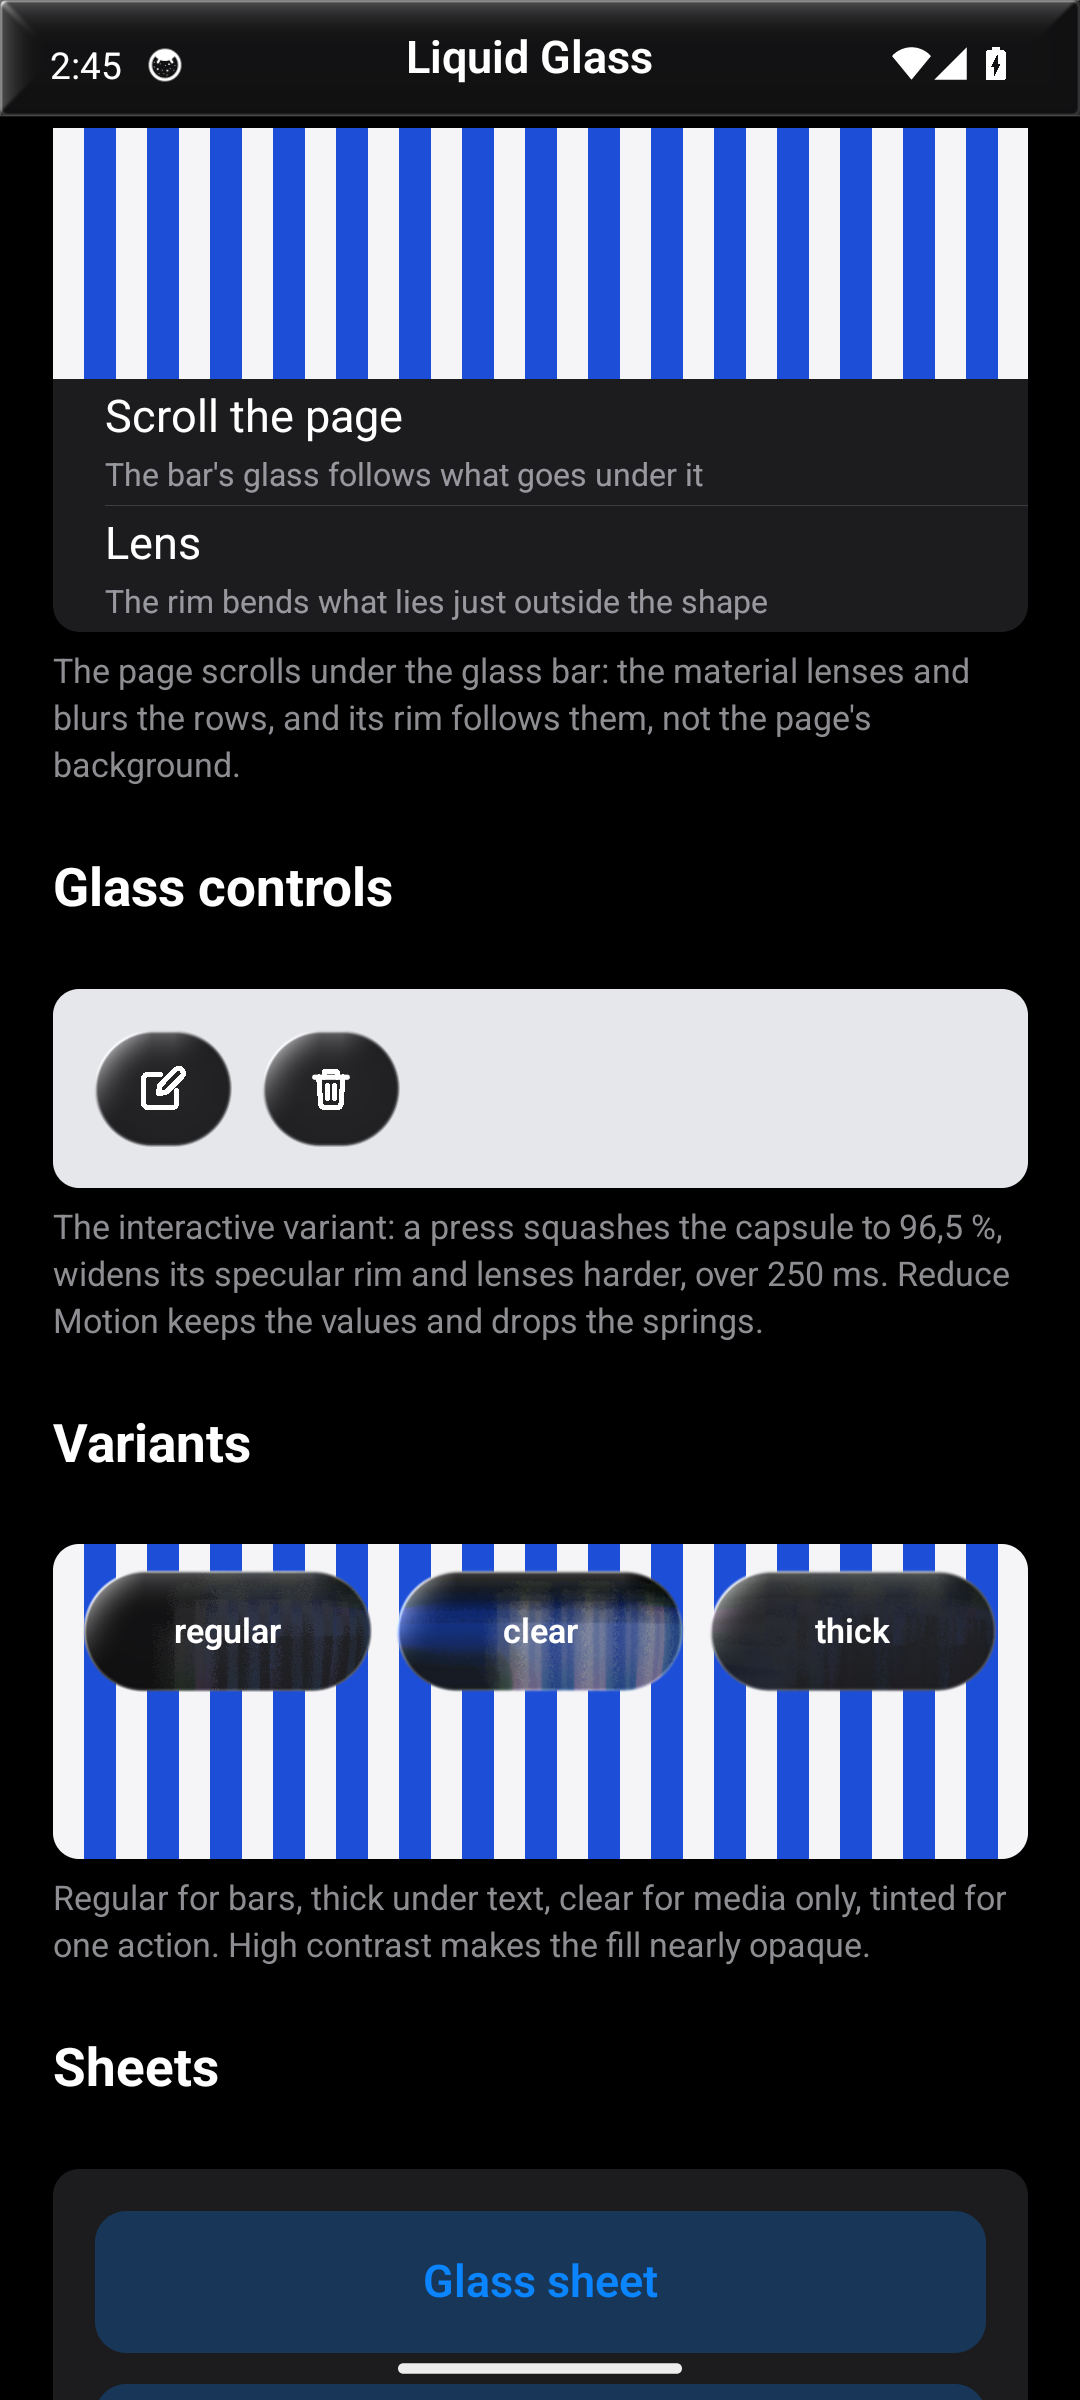 2:45
Liquid Glass
Scroll the page
The bar's glass follows what goes under it
Lens
The rim bends what lies just outside the shape
The page scrolls under the glass bar: the material lenses and
blurs the rows, and its rim follows them, not the page's
background.
Glass controls
The interactive variant: a press squashes the capsule to 96,5 %,
widens its specular rim and lenses harder, over 250 ms. Reduce
Motion keeps the values and drops the springs.
Variants
regular
clear
thick
Regular for bars, thick under text, clear for media only, tinted for
one action. High contrast makes the fill nearly opaque.
Sheets
Glass sheet